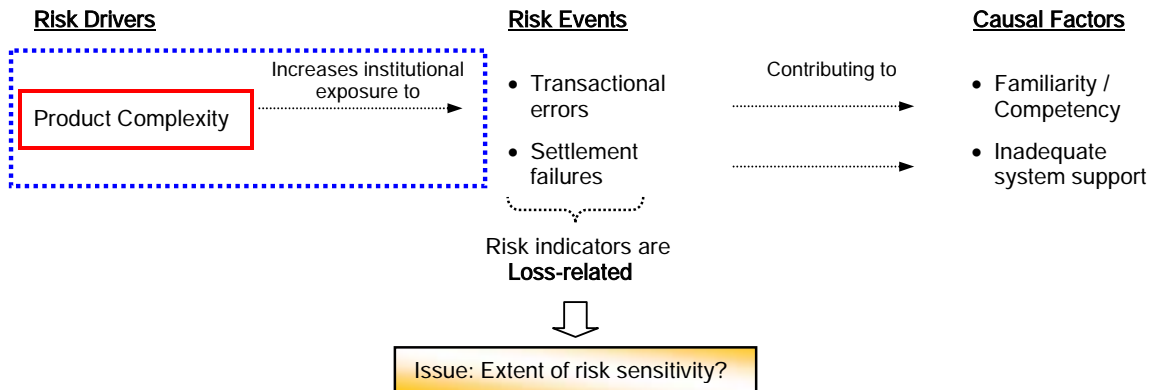 Risk Drivers
Risk Events
Causal Factors
Product Complexity
Increases institutional
exposure to
• Transactional
errors
• Settlement
failures
Contributing to
• Familiarity /
Competency
• Inadequate
system support
Risk indicators are
Loss-related
Issue: Extent of risk sensitivity?